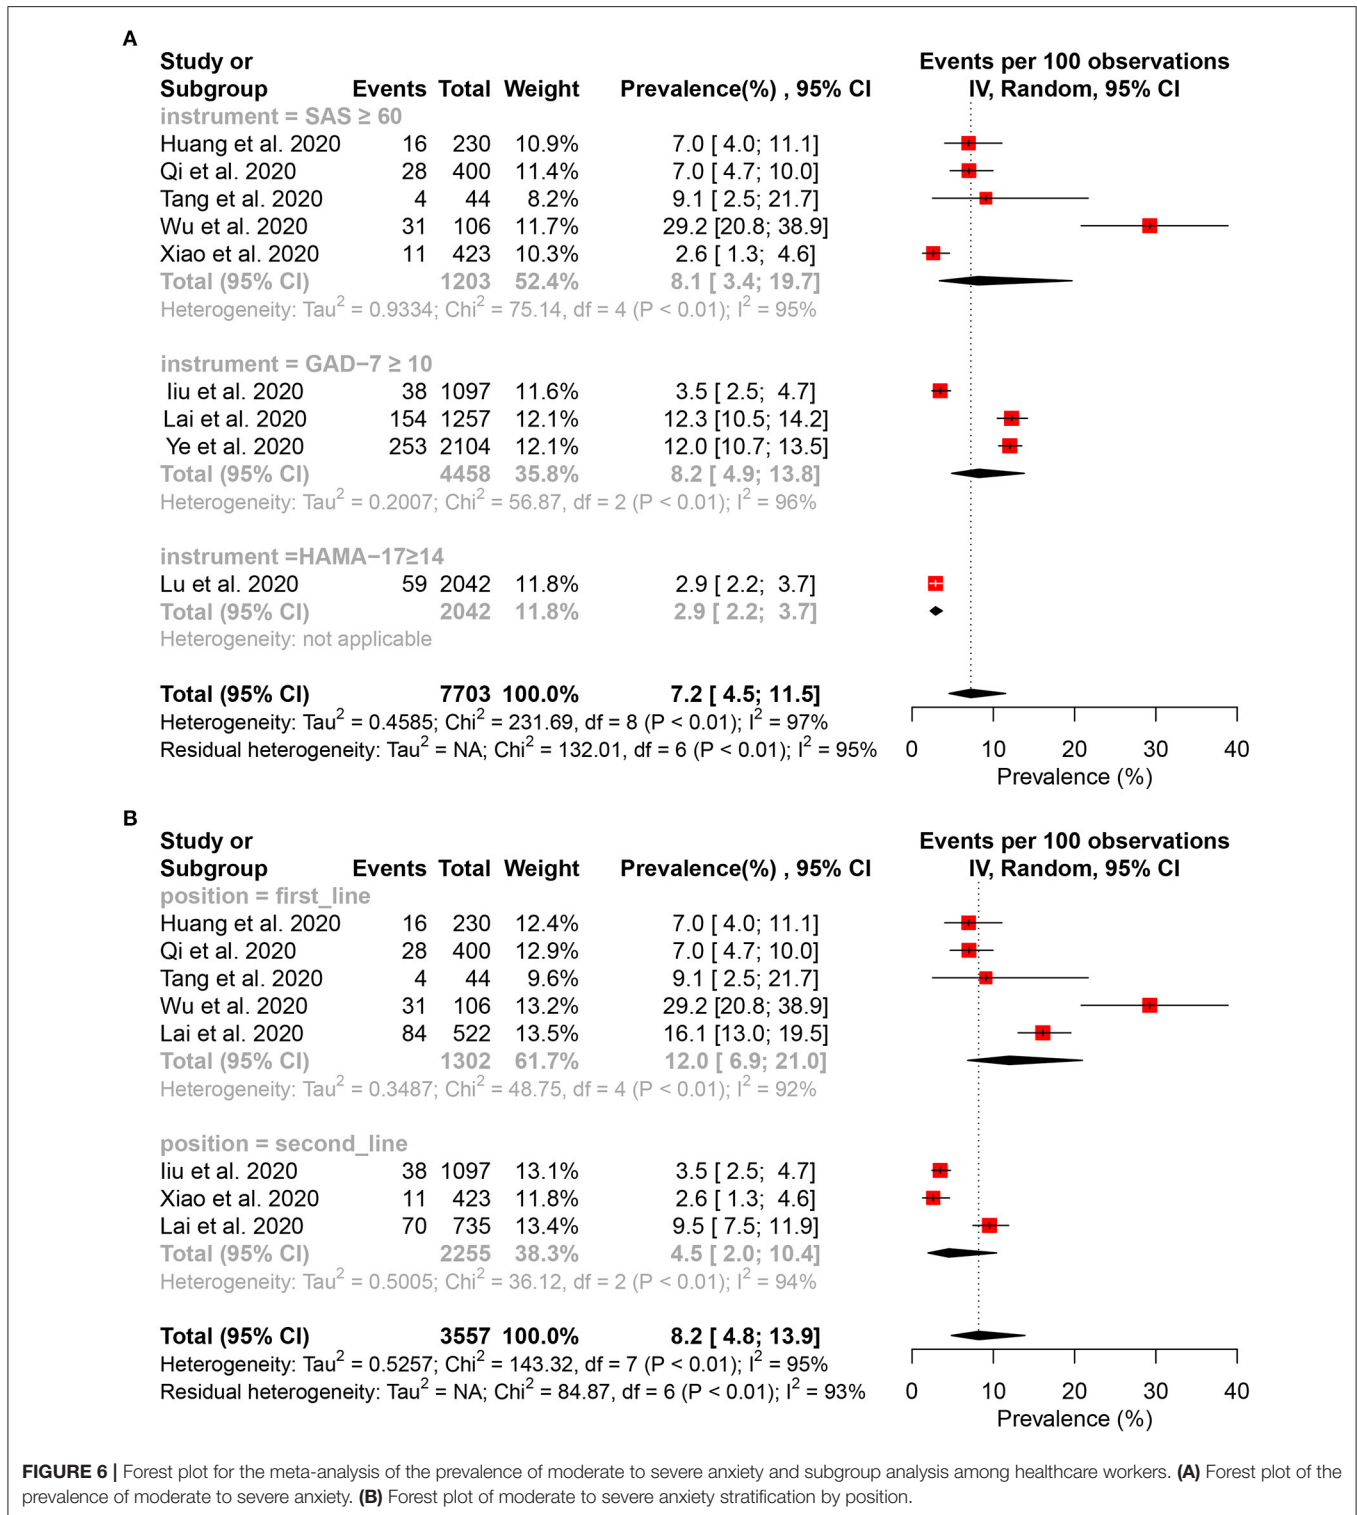 A
Study or
Subgroup Events Total Weight Prevalence(%) , 95% CI
Events per 100 observations
IV, Random, 95% CI
instrument = SAS ≥ 60
Huang et al. 2020 16 230 10.9% 7.0 [ 4.0; 11.1]
Qi et al. 2020 28 400 11.4% 7.0 [ 4.7; 10.0]
Tang et al. 2020 4 44 8.2% 9.1 [ 2.5; 21.7]
Wu et al. 2020 31 106 11.7% 29.2 [20.8; 38.9]
Xiao et al. 2020 11 423 10.3% 2.6 [ 1.3; 4.6]
Total (95% CI) 1203 52.4% 8.1 [ 3.4; 19.7]
Heterogeneity: Tau² = 0.9334; Chi² = 75.14, df = 4 (P < 0.01); I² = 95%
instrument = GAD−7 ≥ 10
liu et al. 2020 38 1097 11.6% 3.5 [ 2.5; 4.7]
Lai et al. 2020 154 1257 12.1% 12.3 [10.5; 14.2]
Ye et al. 2020 253 2104 12.1% 12.0 [10.7; 13.5]
Total (95% CI) 4458 35.8% 8.2 [ 4.9; 13.8]
Heterogeneity: Tau² = 0.2007; Chi² = 56.87, df = 2 (P < 0.01); I² = 96%
instrument =HAMA−17≥14
Lu et al. 2020 59 2042 11.8% 2.9 [ 2.2; 3.7]
Total (95% CI) 2042 11.8% 2.9 [ 2.2; 3.7]
Heterogeneity: not applicable
Total (95% CI) 7703 100.0% 7.2 [ 4.5; 11.5]
Heterogeneity: Tau² = 0.4585; Chi² = 231.69, df = 8 (P < 0.01); I² = 97%
Residual heterogeneity: Tau² = NA; Chi² = 132.01, df = 6 (P < 0.01); I² = 95%
0 10 20 30 40
Prevalence (%)
B
Study or
Subgroup Events Total Weight Prevalence(%) , 95% CI
Events per 100 observations
IV, Random, 95% CI
position = first_line
Huang et al. 2020 16 230 12.4% 7.0 [ 4.0; 11.1]
Qi et al. 2020 28 400 12.9% 7.0 [ 4.7; 10.0]
Tang et al. 2020 4 44 9.6% 9.1 [ 2.5; 21.7]
Wu et al. 2020 31 106 13.2% 29.2 [20.8; 38.9]
Lai et al. 2020 84 522 13.5% 16.1 [13.0; 19.5]
Total (95% CI) 1302 61.7% 12.0 [ 6.9; 21.0]
Heterogeneity: Tau² = 0.3487; Chi² = 48.75, df = 4 (P < 0.01); I² = 92%
position = second_line
liu et al. 2020 38 1097 13.1% 3.5 [ 2.5; 4.7]
Xiao et al. 2020 11 423 11.8% 2.6 [ 1.3; 4.6]
Lai et al. 2020 70 735 13.4% 9.5 [ 7.5; 11.9]
Total (95% CI) 2255 38.3% 4.5 [ 2.0; 10.4]
Heterogeneity: Tau² = 0.5005; Chi² = 36.12, df = 2 (P < 0.01); I² = 94%
Total (95% CI) 3557 100.0% 8.2 [ 4.8; 13.9]
Heterogeneity: Tau² = 0.5257; Chi² = 143.32, df = 7 (P < 0.01); I² = 95%
Residual heterogeneity: Tau² = NA; Chi² = 84.87, df = 6 (P < 0.01); I² = 93%
0 10 20 30 40
Prevalence (%)
FIGURE 6 | Forest plot for the meta-analysis of the prevalence of moderate to severe anxiety and subgroup analysis among healthcare workers. (A) Forest plot of the
prevalence of moderate to severe anxiety. (B) Forest plot of moderate to severe anxiety stratification by position.